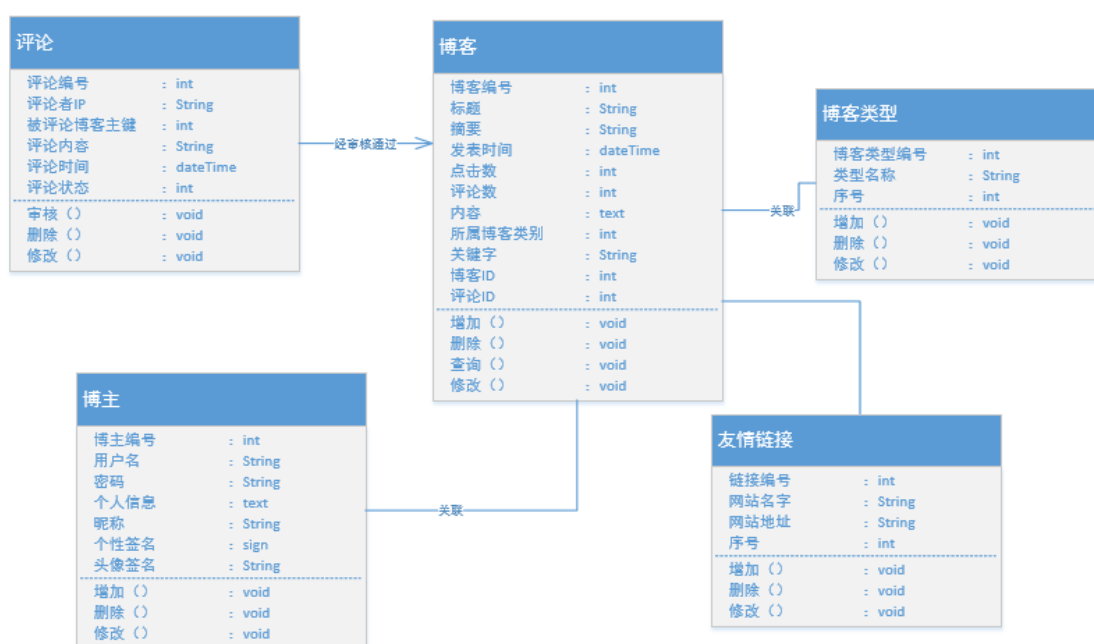 评论
评论编号 : int
评论者IP : String
被评论博客主键 : int
评论内容 : String
评论时间 : dateTime
评论状态 : int
审核（） : void
删除（） : void
修改（） : void
经审核通过
博客
博客编号 : int
标题 : String
摘要 : String
发表时间 : dateTime
点击数 : int
评论数 : int
内容 : text
所属博客类别 : int
关键字 : String
博客ID : int
评论ID : int
增加（） : void
删除（） : void
查询（） : void
修改（） : void
关联
博客类型
博客类型编号 : int
类型名称 : String
序号 : int
增加（） : void
删除（） : void
修改（） : void
博主
博主编号 : int
用户名 : String
密码 : String
个人信息 : text
昵称 : String
个性签名 : sign
头像签名 : String
增加（） : void
删除（） : void
修改（） : void
关联
友情链接
链接编号 : int
网站名字 : String
网站地址 : String
序号 : int
增加（） : void
删除（） : void
修改（） : void